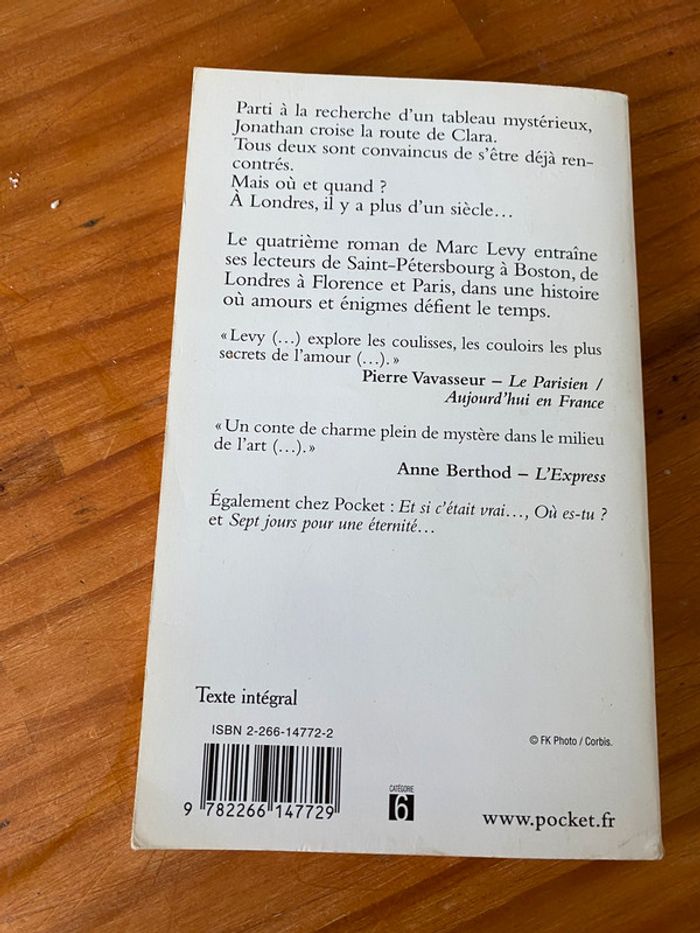 Parti à la recherche d'un tableau mystérieux,
Jonathan croise la route de Clara.
Tous deux sont convaincus de s'être déjà ren-
contrés.
Mais où et quand ?
À Londres, il y a plus d'un siècle…
Le quatrième roman de Marc Levy entraîne
ses lecteurs de Saint-Pétersbourg à Boston, de
Londres à Florence et Paris, dans une histoire
où amours et énigmes défient le temps.
« Levy (…) explore les coulisses, les couloirs les plus
secrets de l'amour (…). »
Pierre Vavasseur – Le Parisien /
Aujourd'hui en France
« Un conte de charme plein de mystère dans le milieu
de l'art (…). »
Anne Berthod – L'Express
Également chez Pocket : Et si c'était vrai…, Où es-tu ?
et Sept jours pour une éternité…
Texte intégral
ISBN 2-266-14772-2
© FK Photo / Corbis.
9 782266 147729
CATÉGORIE
6
www.pocket.fr